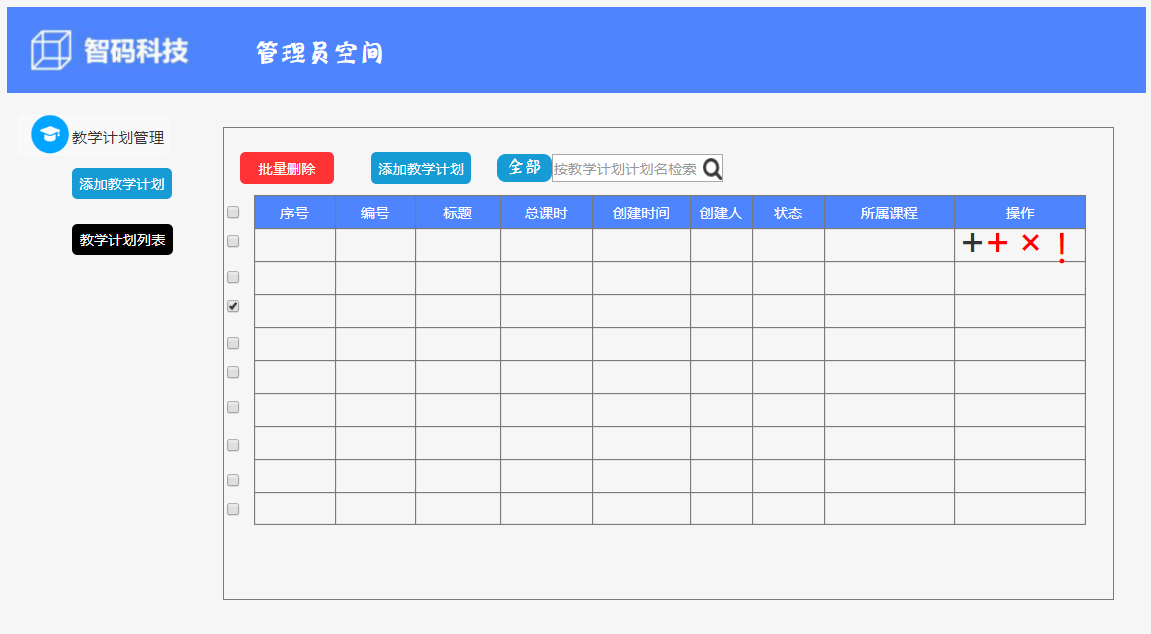 智码科技 管理员空间
教学计划管理
添加教学计划
教学计划列表
批量删除 添加教学计划 全部 按教学计划计划名检索
序号 编号 标题 总课时 创建时间 创建人 状态 所属课程 操作
++ × !